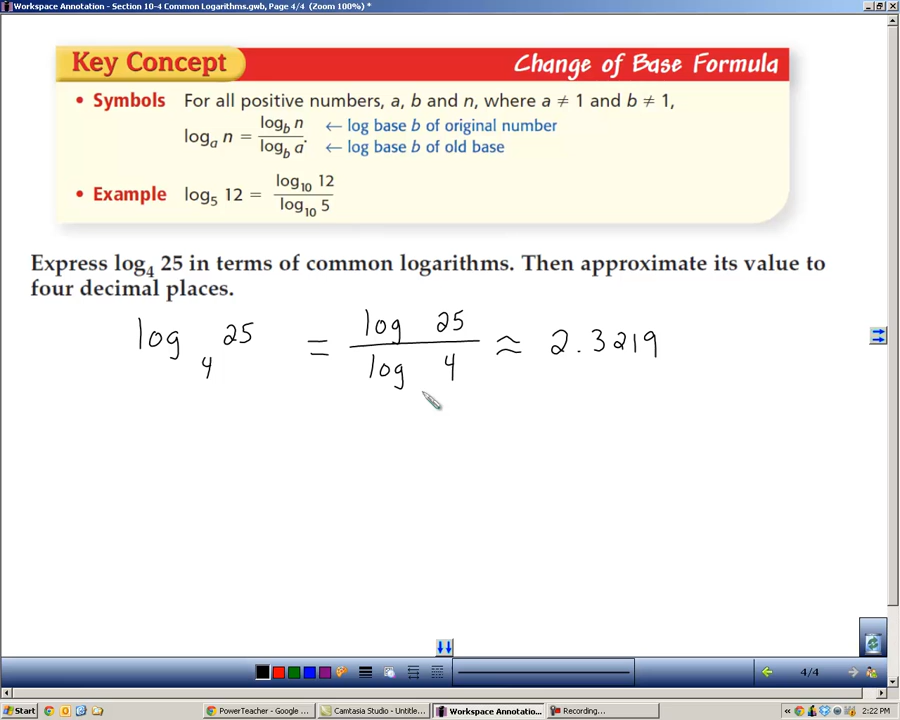 Workspace Annotation - Section 10-4 Common Logarithms.gwb, Page 4/4 (Zoom 100%) *
Key Concept
Change of Base Formula
• Symbols For all positive numbers, a, b and n, where a ≠ 1 and b ≠ 1,
log_a n = log_b n / log_b a.
← log base b of original number
← log base b of old base
• Example log₅ 12 = log₁₀ 12 / log₁₀ 5
Express log₄ 25 in terms of common logarithms. Then approximate its value to
four decimal places.
log₄ 25 = log 25 / log 4 ≈ 2.3219
4/4
Start
PowerTeacher - Google ...
Camtasia Studio - Untitle...
Workspace Annotation...
Recording...
2:22 PM